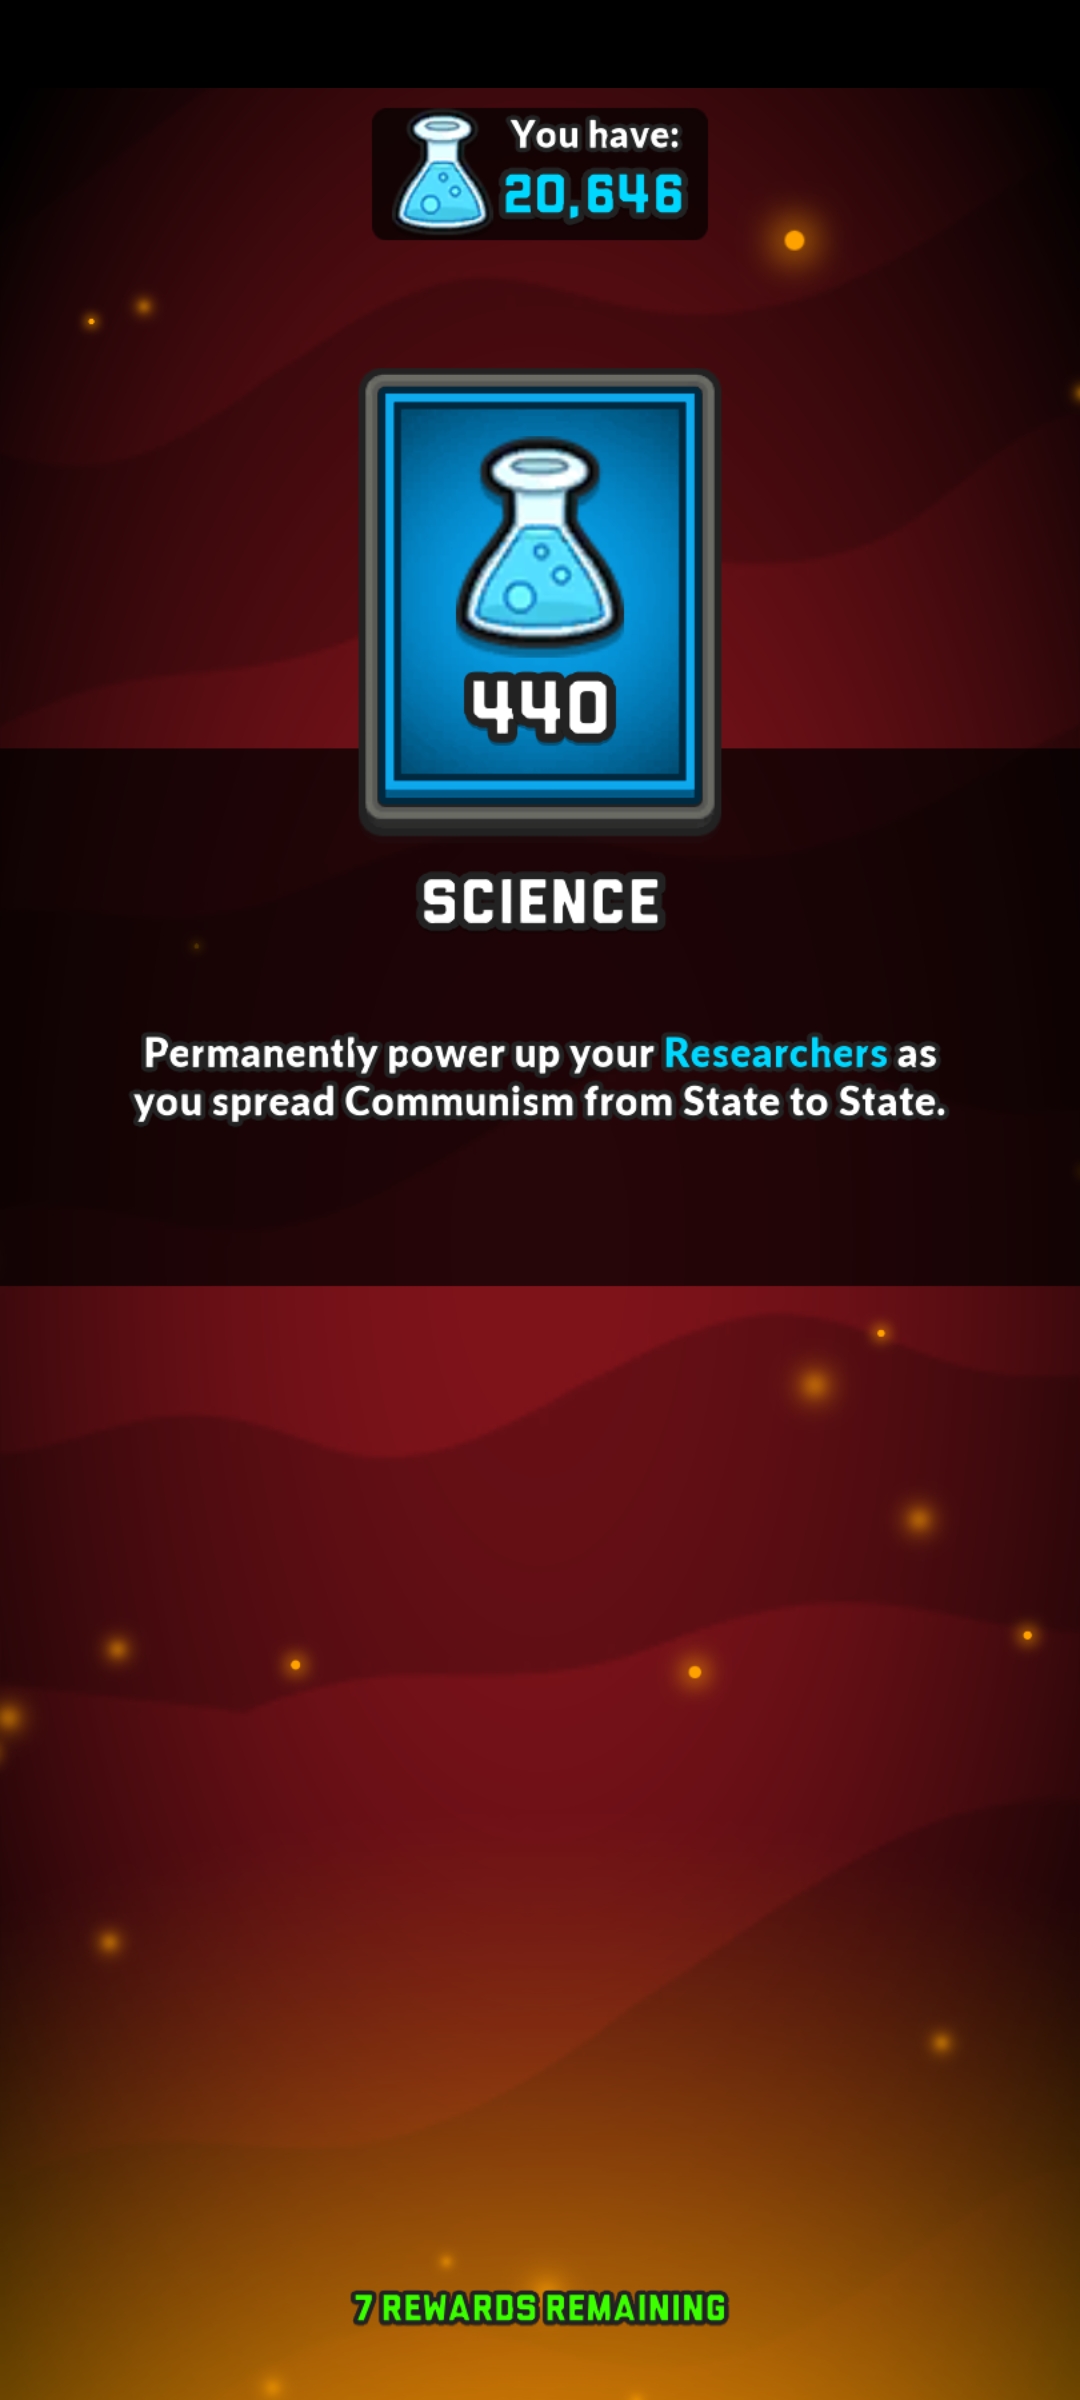 You have:
20,646
440
SCIENCE
Permanently power up your Researchers as
you spread Communism from State to State.
7 REWARDS REMAINING